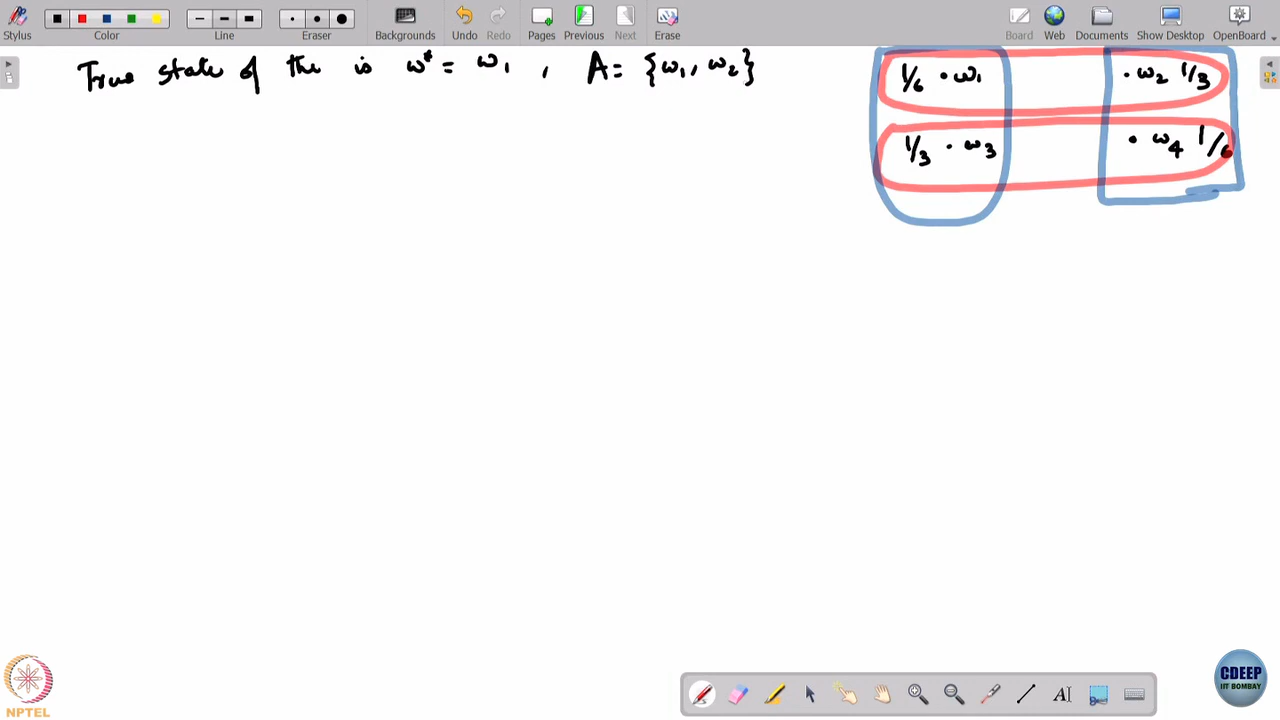 Stylus Color Line Eraser Backgrounds Undo Redo Pages Previous Next Erase Board Web Documents Show Desktop OpenBoard
True state of the is ω* = ω₁ , A = {ω₁, ω₂}
1/6 · ω₁ · ω₂ 1/3
1/3 · ω₃ · ω₄ 1/6
NPTEL
CDEEP
IIT BOMBAY